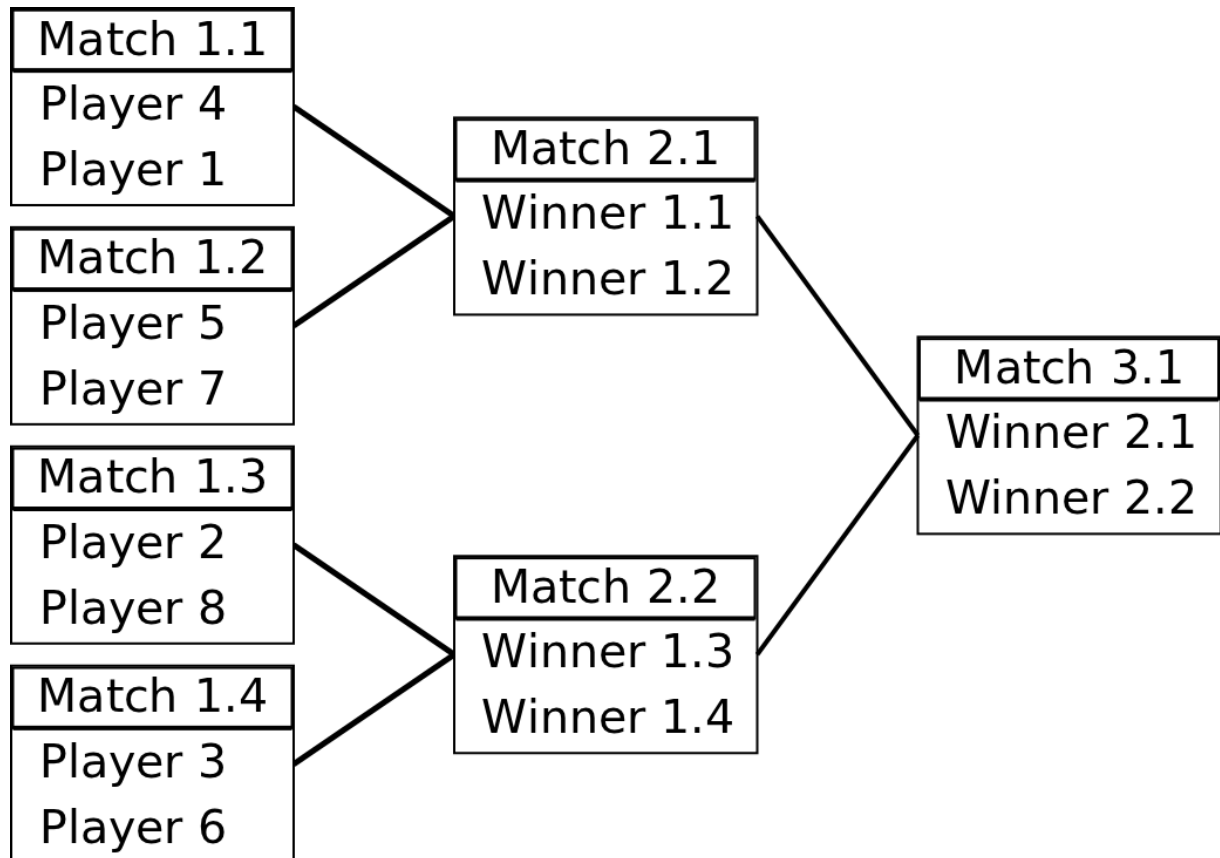 Match 1.1
Player 4
Player 1
Match 1.2
Player 5
Player 7
Match 1.3
Player 2
Player 8
Match 1.4
Player 3
Player 6
Match 2.1
Winner 1.1
Winner 1.2
Match 2.2
Winner 1.3
Winner 1.4
Match 3.1
Winner 2.1
Winner 2.2